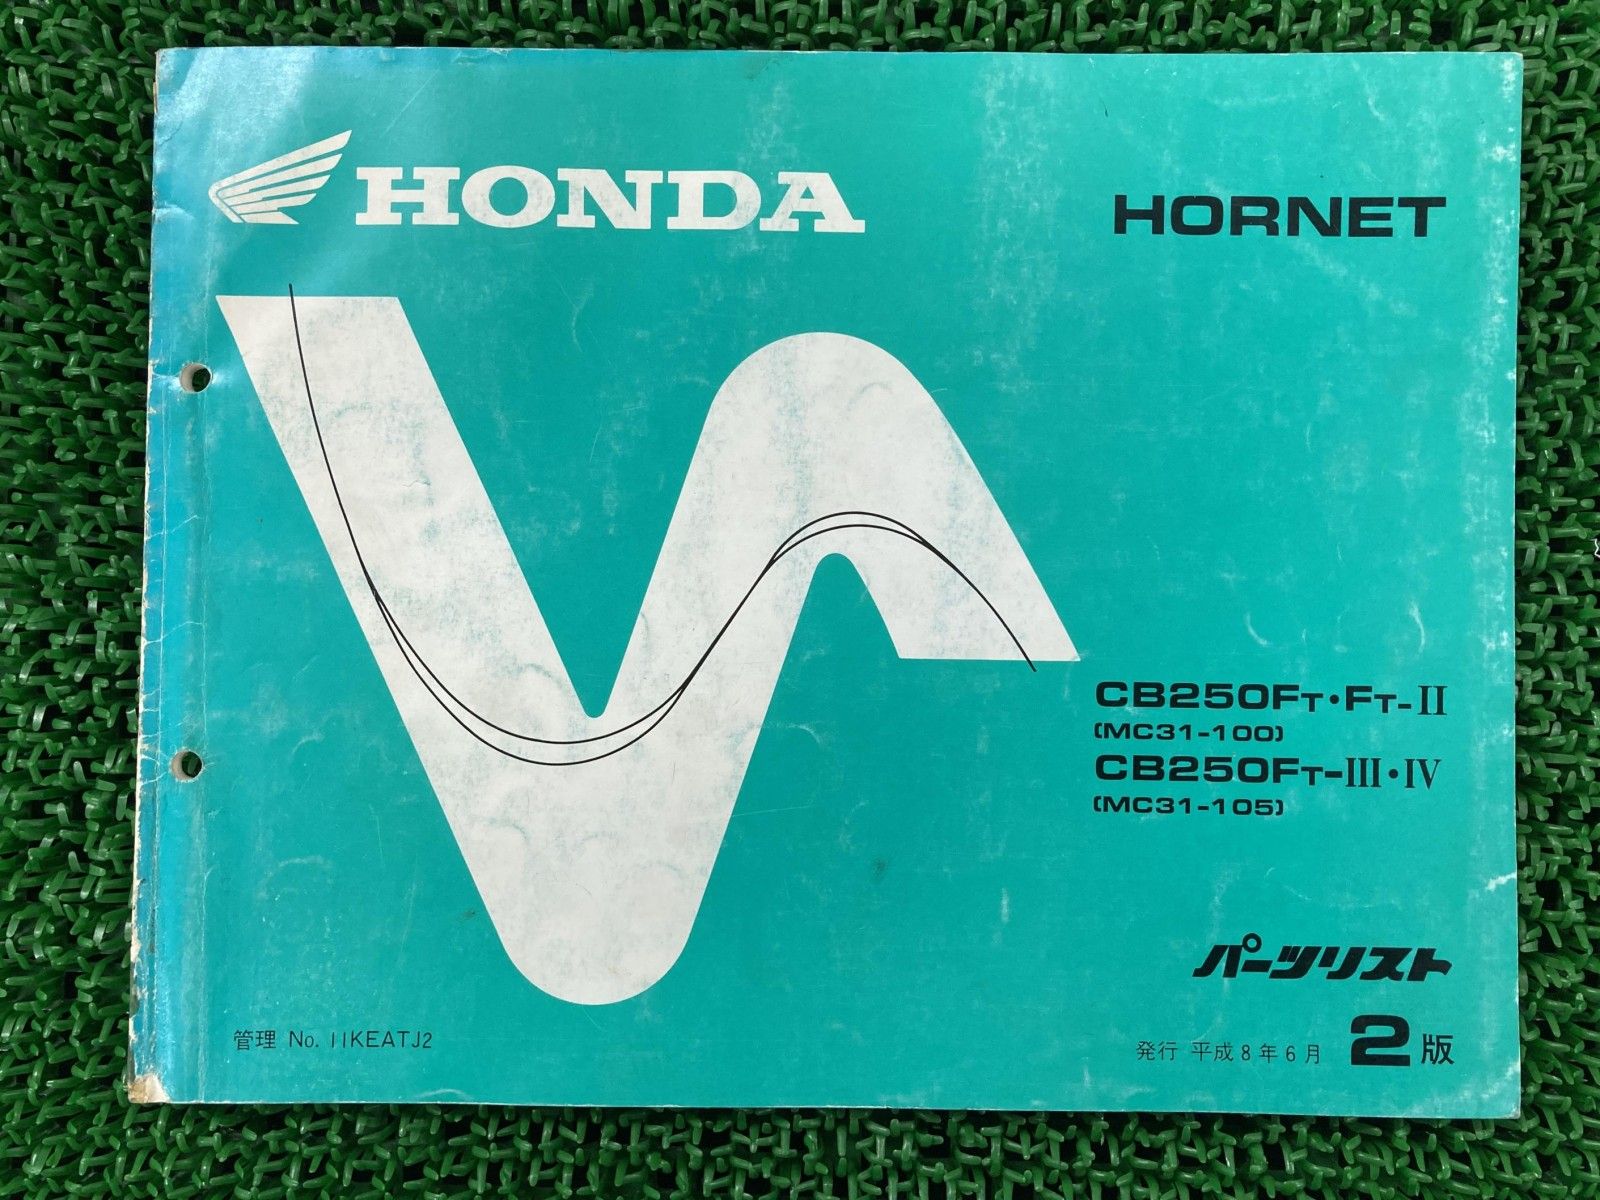 HONDA
HORNET
CB250FT・FT-II
(MC31-100)
CB250FT-III・IV
(MC31-105)
パーツリスト
管理 No. 11KEATJ2
発行 平成8年6月 2版